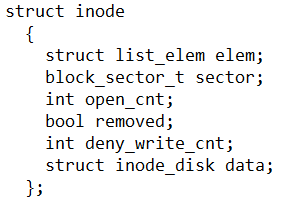 struct inode
{
struct list_elem elem;
block_sector_t sector;
int open_cnt;
bool removed;
int deny_write_cnt;
struct inode_disk data;
};